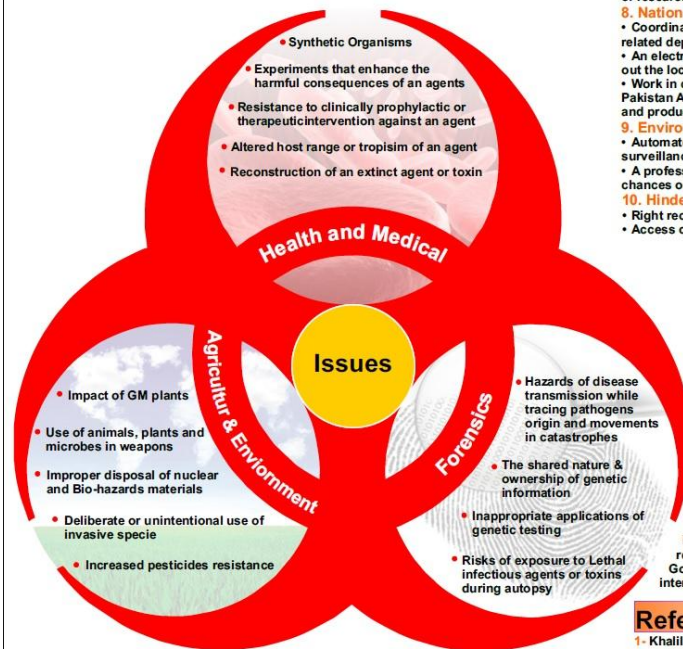 • Synthetic Organisms
• Experiments that enhance the
harmful consequences of an agents
• Resistance to clinically prophylactic or
therapeuticintervention against an agent
• Altered host range or tropisim of an agent
• Reconstruction of an extinct agent or toxin
Health and Medical
Issues
Agricultur & Enviornment
• Impact of GM plants
• Use of animals, plants and
microbes in weapons
• Improper disposal of nuclear
and Bio-hazards materials
• Deliberate or unintentional use of
invasive specie
• Increased pesticides resistance
Forensics
• Hazards of disease
transmission while
tracing pathogens
origin and movements
in catastrophes
• The shared nature &
ownership of genetic
information
• Inappropriate applications of
genetic testing
• Risks of exposure to Lethal
infectious agents or toxins
during autopsy
8. Nation
• Coordina
related dep
• An electr
out the loc
• Work in c
Pakistan A
and produ
9. Enviro
• Automat
surveillanc
• A profess
chances o
10. Hinde
• Right rec
• Access c
re
Go
inter
Refe
1- Khalil